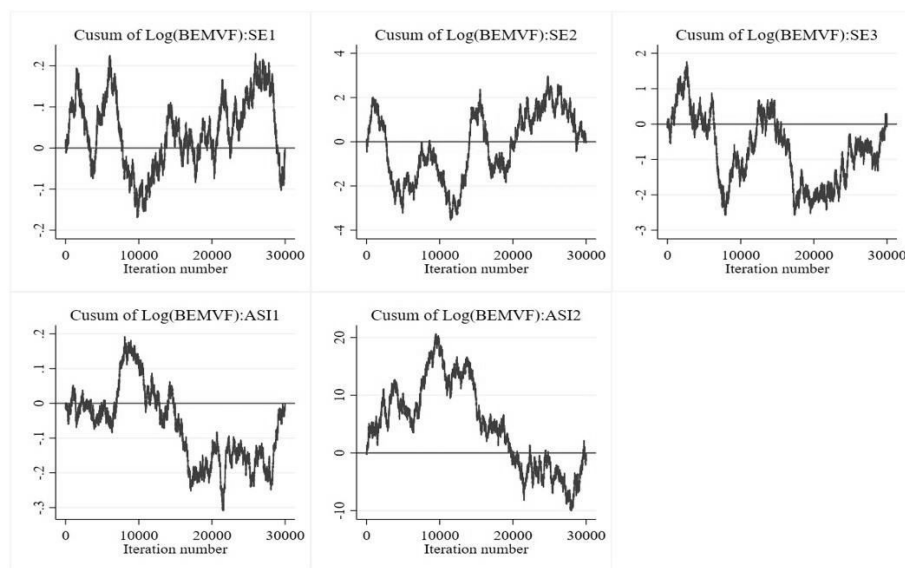 Cusum of Log(BEMVF):SE1
.2
.1
0
-.1
-.2
0 10000 20000 30000
Iteration number
Cusum of Log(BEMVF):SE2
4
2
0
-2
-4
0 10000 20000 30000
Iteration number
Cusum of Log(BEMVF):SE3
2
1
0
-1
-2
-3
0 10000 20000 30000
Iteration number
Cusum of Log(BEMVF):ASI1
.2
.1
0
-.1
-.2
-.3
0 10000 20000 30000
Iteration number
Cusum of Log(BEMVF):ASI2
20
10
0
-10
0 10000 20000 30000
Iteration number